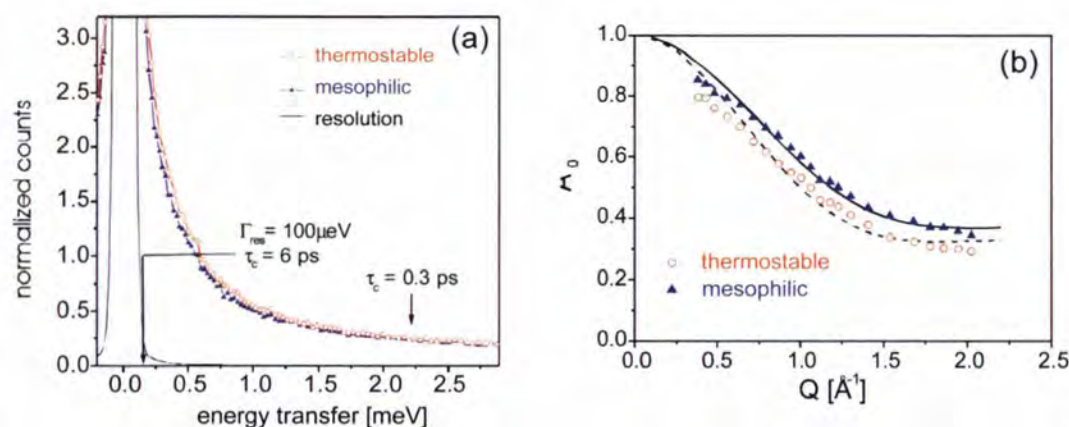 (a)
thermostable
mesophilic
resolution
Γres = 100μeV
τc = 6 ps
τc = 0.3 ps
normalized counts
3.0
2.5
2.0
1.5
1.0
0.5
0.0
0.0 0.5 1.0 1.5 2.0 2.5
energy transfer [meV]
(b)
thermostable
mesophilic
A0
1.0
0.8
0.6
0.4
0.2
0.0
0.0 0.5 1.0 1.5 2.0 2.5
Q [Å-1]